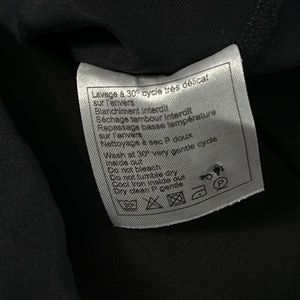 Lavage à 30° cycle très délicat
sur l'envers
Blanchiment interdit
Séchage tambour interdit
Repassage basse température
sur l'envers
Nettoyage à sec P doux
Wash at 30° very gentle cycle
inside out
Do not bleach
Do not tumble dry
Cool iron inside out
Dry clean P gentle
30°
P